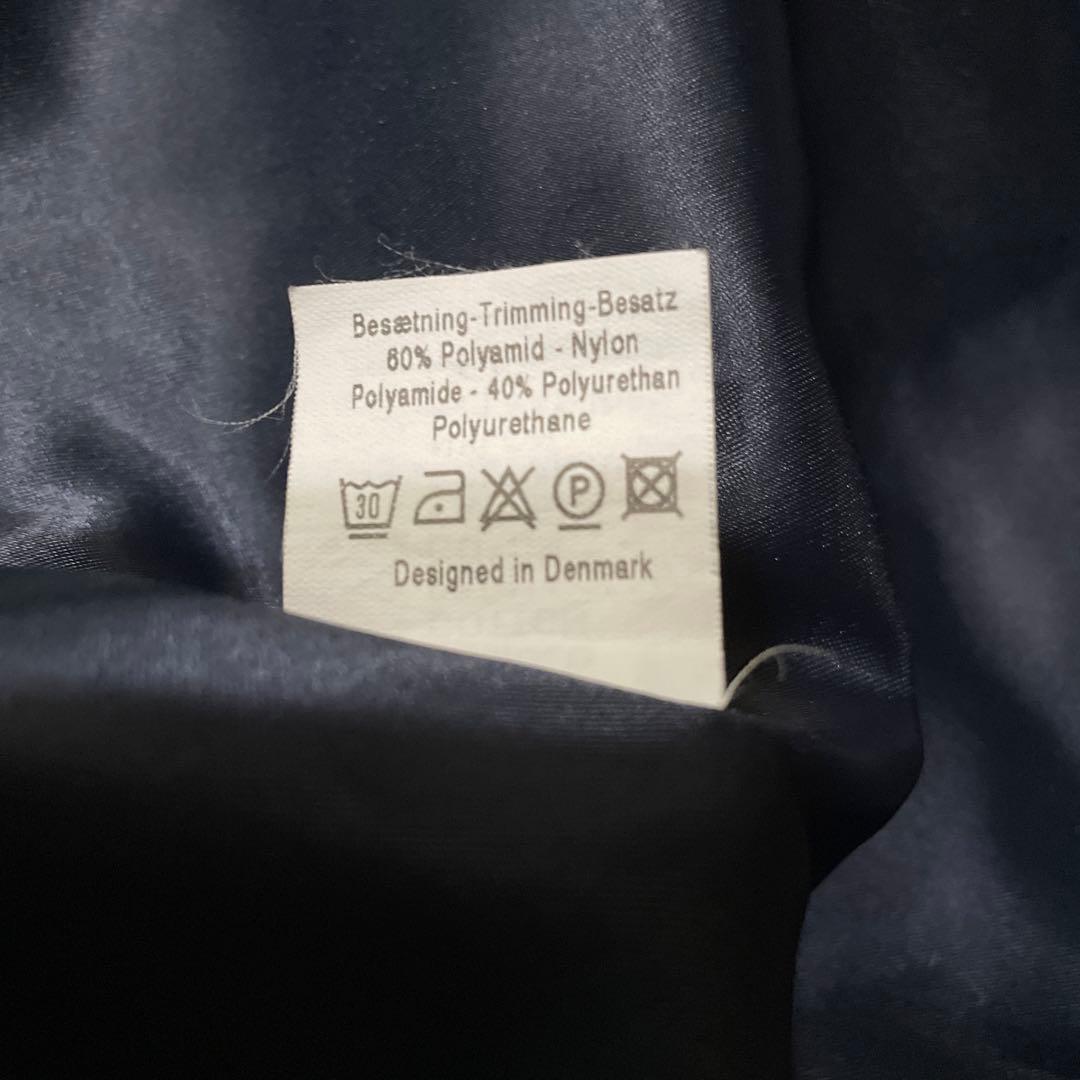 Besætning-Trimming-Besatz
60% Polyamid - Nylon
Polyamide - 40% Polyurethan
Polyurethane
30 P
Designed in Denmark